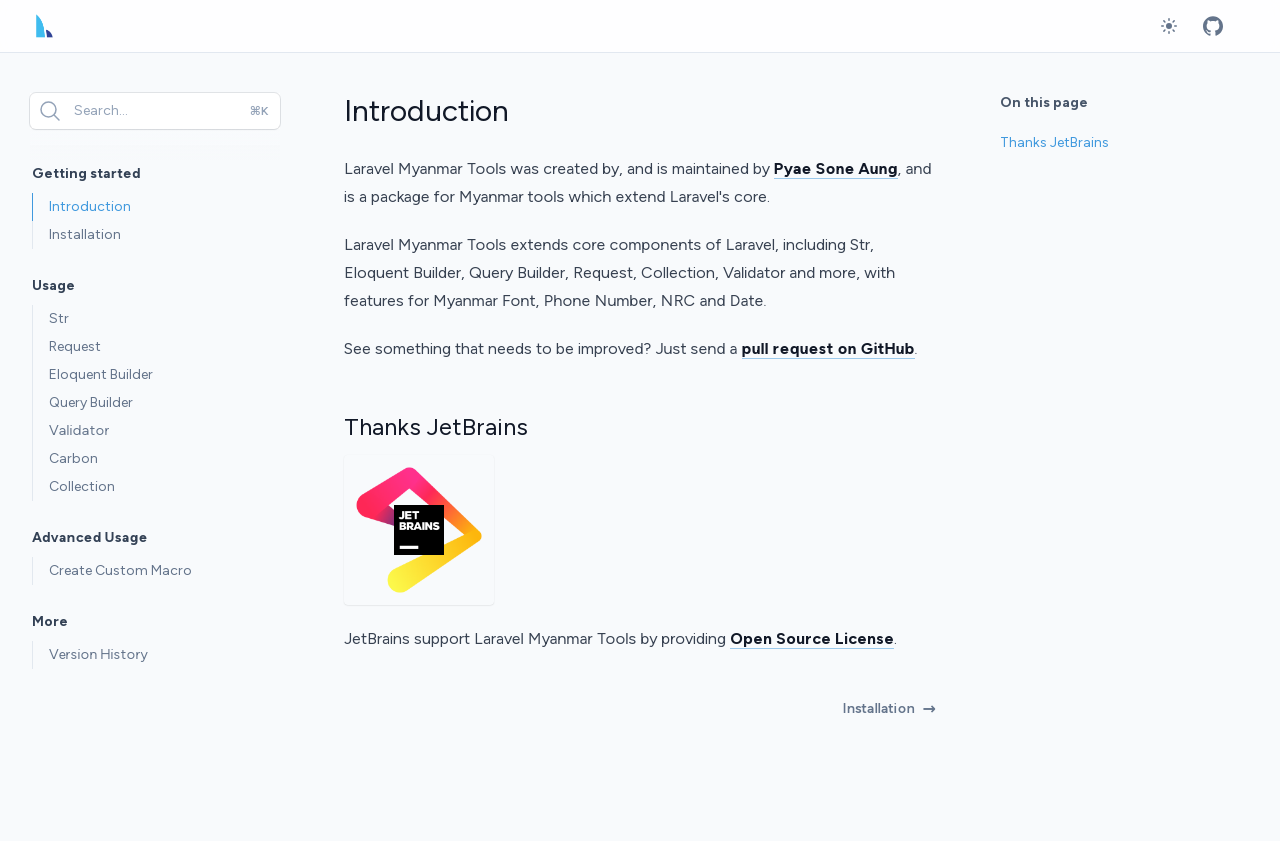 Search...
⌘K
Getting started
Introduction
Installation
Usage
Str
Request
Eloquent Builder
Query Builder
Validator
Carbon
Collection
Advanced Usage
Create Custom Macro
More
Version History
Introduction
Laravel Myanmar Tools was created by, and is maintained by Pyae Sone Aung, and
is a package for Myanmar tools which extend Laravel's core.
Laravel Myanmar Tools extends core components of Laravel, including Str,
Eloquent Builder, Query Builder, Request, Collection, Validator and more, with
features for Myanmar Font, Phone Number, NRC and Date.
See something that needs to be improved? Just send a pull request on GitHub.
Thanks JetBrains
JET
BRAINS
JetBrains support Laravel Myanmar Tools by providing Open Source License.
Installation →
On this page
Thanks JetBrains